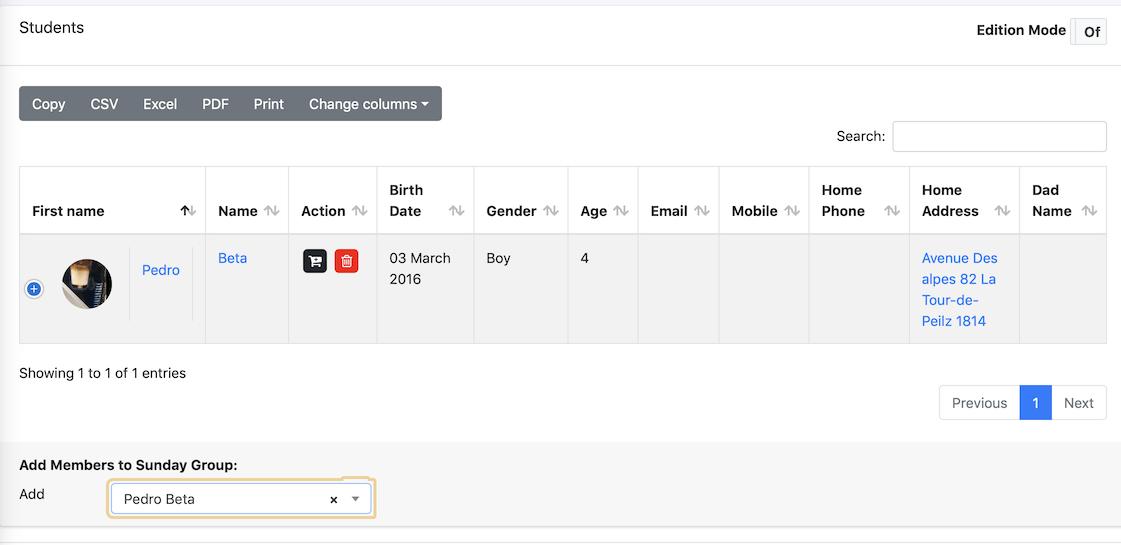 Students
Edition Mode Of
Copy CSV Excel PDF Print Change columns
Search:
First name Name Action Birth Date Gender Age Email Mobile Home Phone Home Address Dad Name
Pedro Beta 03 March 2016 Boy 4 Avenue Des alpes 82 La Tour-de-Peilz 1814
Showing 1 to 1 of 1 entries
Previous 1 Next
Add Members to Sunday Group:
Add Pedro Beta ×